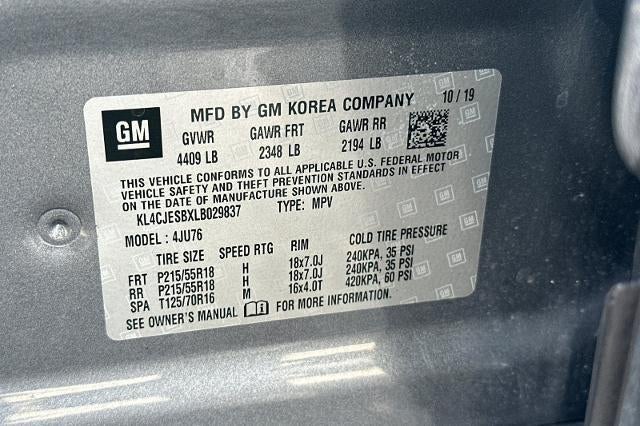 GM MFD BY GM KOREA COMPANY 10/19
GVWR GAWR FRT GAWR RR
4409 LB 2348 LB 2194 LB
THIS VEHICLE CONFORMS TO ALL APPLICABLE U.S. FEDERAL MOTOR
VEHICLE SAFETY AND THEFT PREVENTION STANDARDS IN EFFECT
ON THE DATE OF MANUFACTURE SHOWN ABOVE.
KL4CJESBXLB029837 TYPE: MPV
MODEL: 4JU76
TIRE SIZE SPEED RTG RIM COLD TIRE PRESSURE
FRT P215/55R18 H 18x7.0J 240KPA, 35 PSI
RR P215/55R18 H 18x7.0J 240KPA, 35 PSI
SPA T125/70R16 M 16x4.0T 420KPA, 60 PSI
SEE OWNER'S MANUAL FOR MORE INFORMATION.